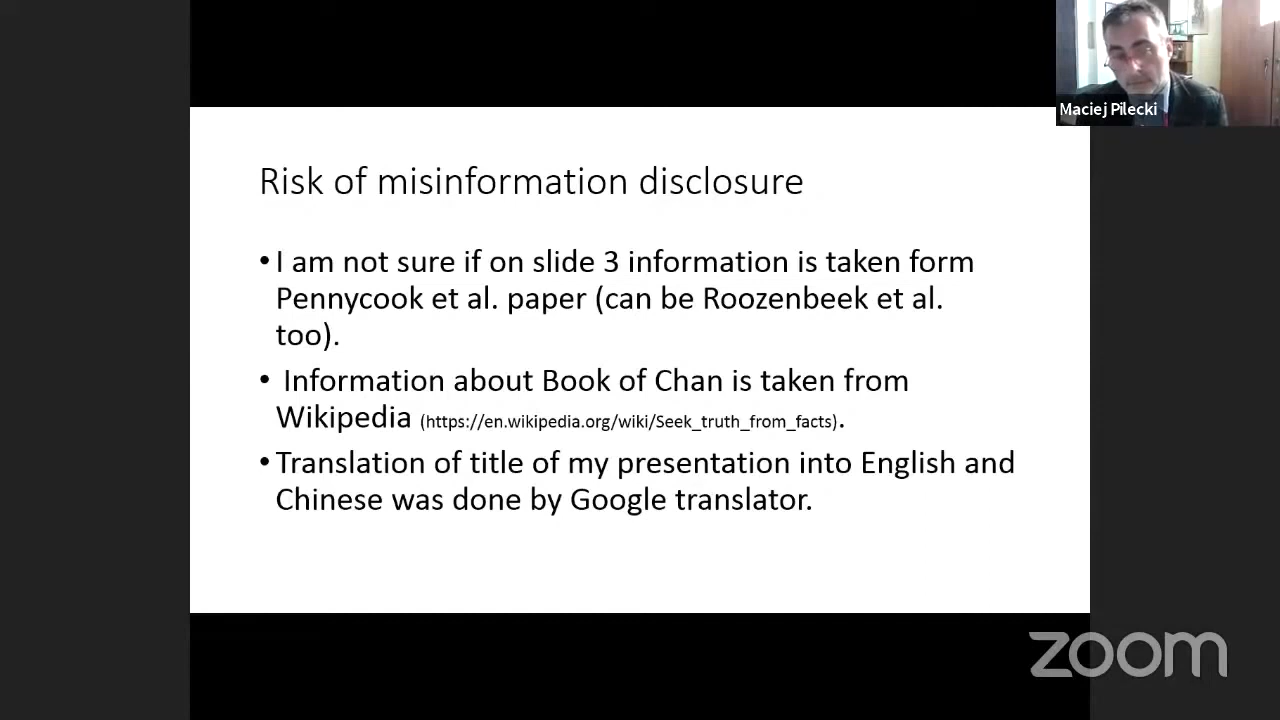 Maciej Pilecki
Risk of misinformation disclosure
•I am not sure if on slide 3 information is taken form
Pennycook et al. paper (can be Roozenbeek et al.
too).
• Information about Book of Chan is taken from
Wikipedia (https://en.wikipedia.org/wiki/Seek_truth_from_facts).
•Translation of title of my presentation into English and
Chinese was done by Google translator.
zoom